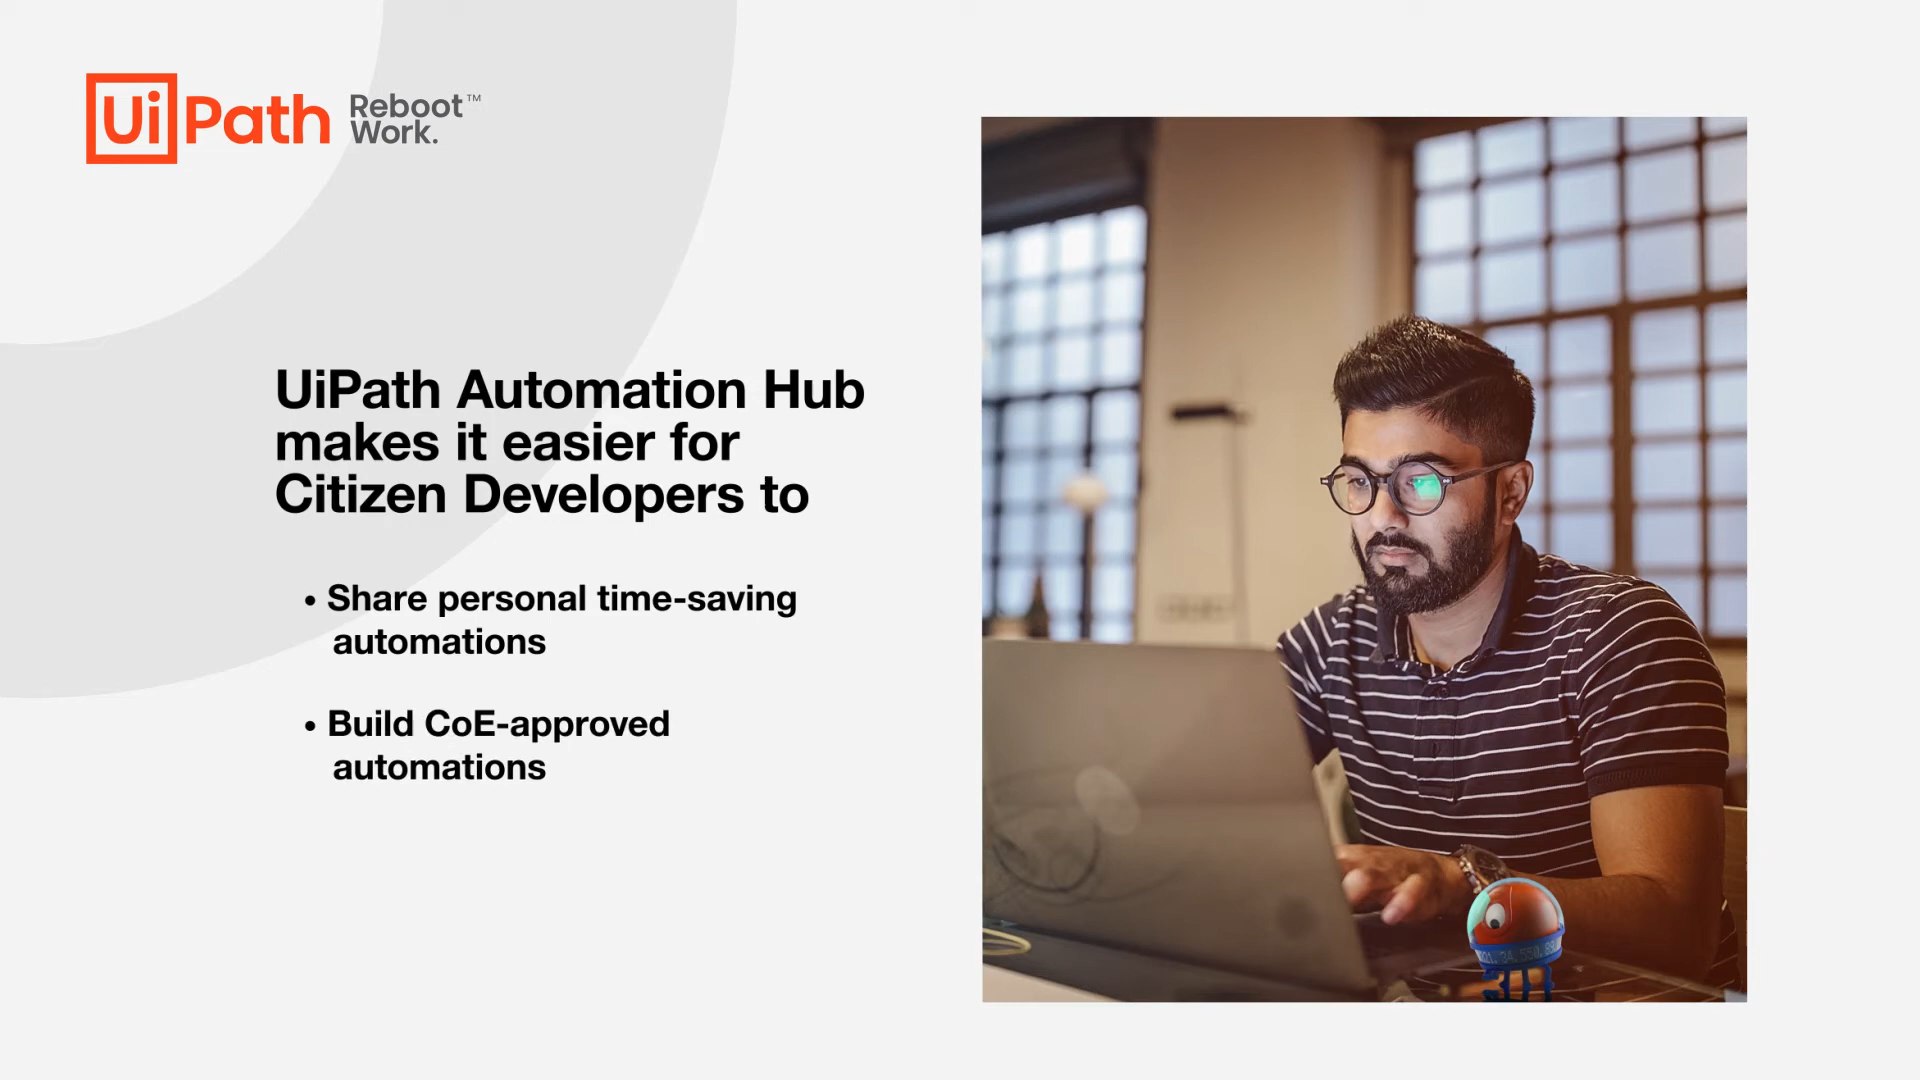 UiPath Reboot™
Work.
UiPath Automation Hub
makes it easier for
Citizen Developers to
• Share personal time-saving
automations
• Build CoE-approved
automations